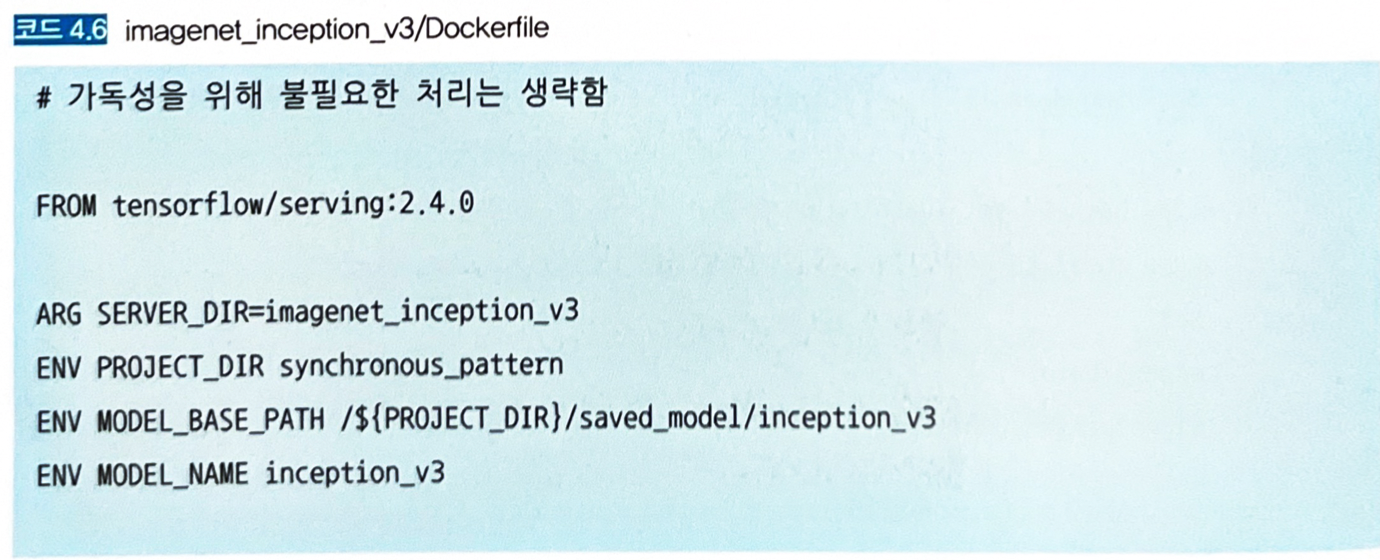 코드 4.6 imagenet_inception_v3/Dockerfile
# 가독성을 위해 불필요한 처리는 생략함
FROM tensorflow/serving:2.4.0
ARG SERVER_DIR=imagenet_inception_v3
ENV PROJECT_DIR synchronous_pattern
ENV MODEL_BASE_PATH /${PROJECT_DIR}/saved_model/inception_v3
ENV MODEL_NAME inception_v3